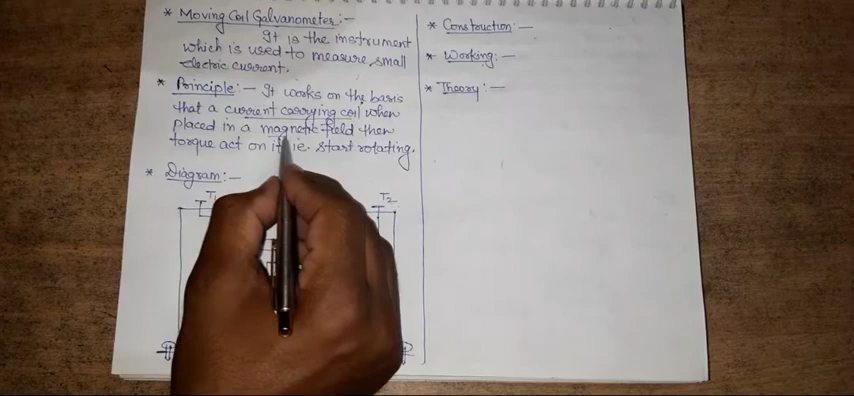 * Moving Coil Galvanometer:-
It is the instrument
which is used to measure small
electric current.
* Principle:- It works on the basis
that a current carrying coil when
placed in a magnetic field then
torque act on it ie. start rotating.
* Diagram:-
T1
T2
* Construction:-
* Working:-
* Theory:-